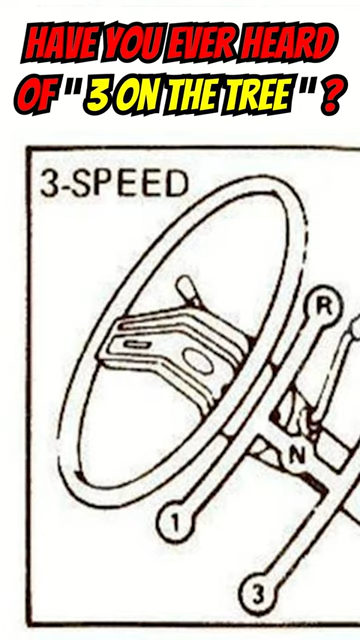 HAVE YOU EVER HEARD
OF "3 ON THE TREE"?
3-SPEED
R
N
1
3